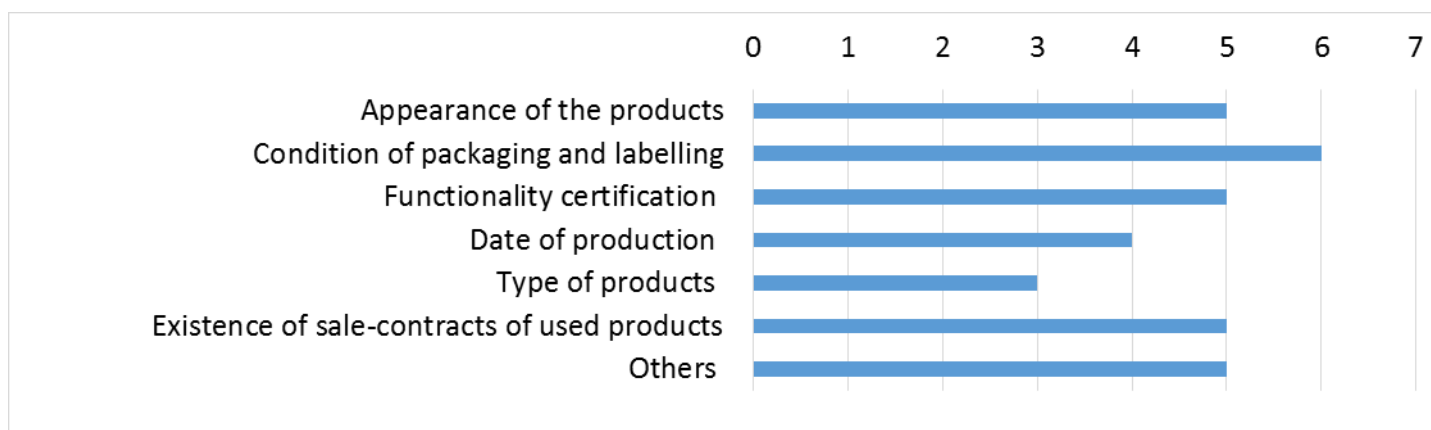 0 1 2 3 4 5 6 7
Appearance of the products
Condition of packaging and labelling
Functionality certification
Date of production
Type of products
Existence of sale-contracts of used products
Others